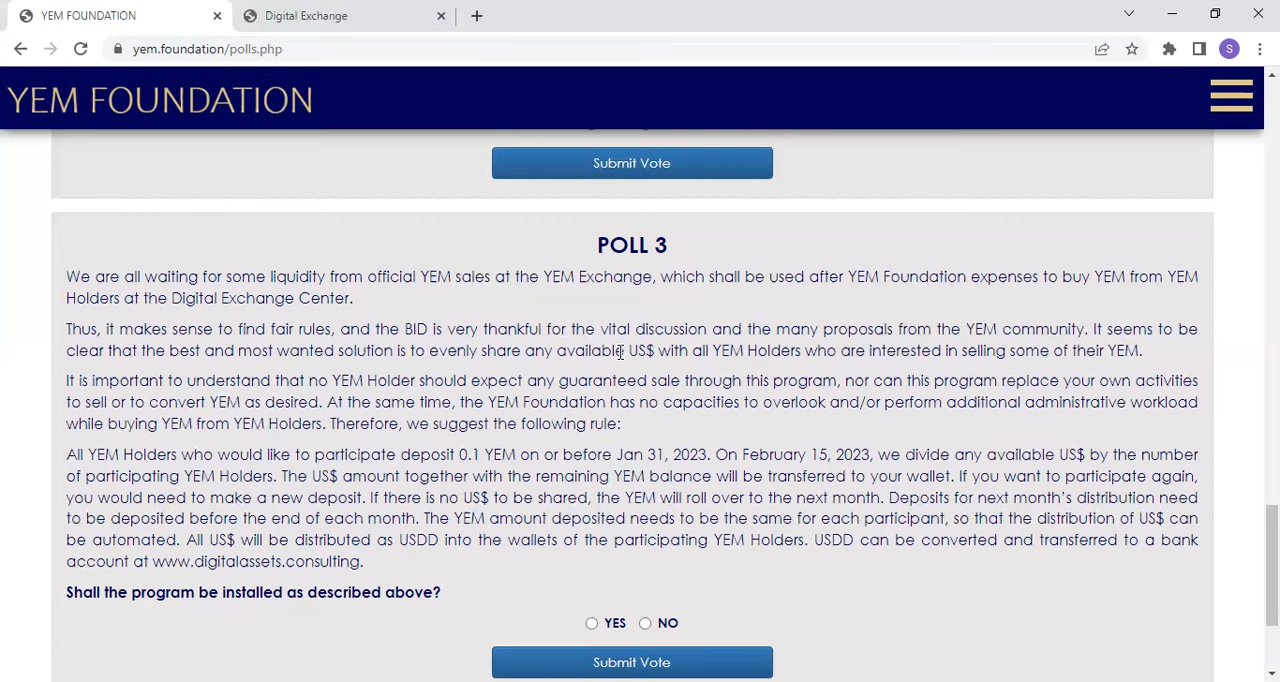 YEM FOUNDATION
Digital Exchange
yem.foundation/polls.php
S
YEM FOUNDATION
Submit Vote
POLL 3
We are all waiting for some liquidity from official YEM sales at the YEM Exchange, which shall be used after YEM Foundation expenses to buy YEM from YEM
Holders at the Digital Exchange Center.
Thus, it makes sense to find fair rules, and the BID is very thankful for the vital discussion and the many proposals from the YEM community. It seems to be
clear that the best and most wanted solution is to evenly share any available US$ with all YEM Holders who are interested in selling some of their YEM.
It is important to understand that no YEM Holder should expect any guaranteed sale through this program, nor can this program replace your own activities
to sell or to convert YEM as desired. At the same time, the YEM Foundation has no capacities to overlook and/or perform additional administrative workload
while buying YEM from YEM Holders. Therefore, we suggest the following rule:
All YEM Holders who would like to participate deposit 0.1 YEM on or before Jan 31, 2023. On February 15, 2023, we divide any available US$ by the number
of participating YEM Holders. The US$ amount together with the remaining YEM balance will be transferred to your wallet. If you want to participate again,
you would need to make a new deposit. If there is no US$ to be shared, the YEM will roll over to the next month. Deposits for next month's distribution need
to be deposited before the end of each month. The YEM amount deposited needs to be the same for each participant, so that the distribution of US$ can
be automated. All US$ will be distributed as USDD into the wallets of the participating YEM Holders. USDD can be converted and transferred to a bank
account at www.digitalassets.consulting.
Shall the program be installed as described above?
YES NO
Submit Vote